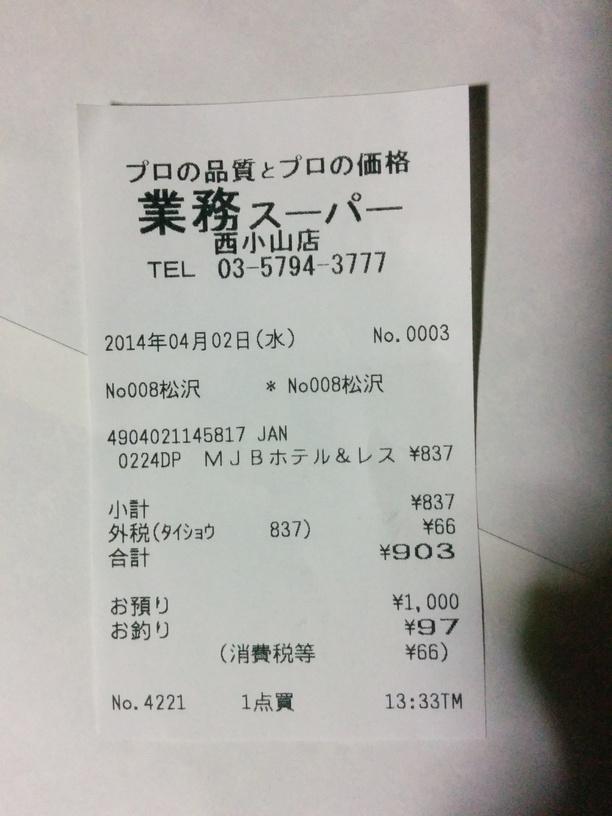 プロの品質とプロの価格
業務スーパー
西小山店
TEL 03-5794-3777
2014年04月02日(水) No.0003
No008松沢 * No008松沢
4904021145817 JAN
0224DP MJBホテル&レス ¥837
小計 ¥837
外税(タイショウ 837) ¥66
合計 ¥903
お預り ¥1,000
お釣り ¥97
(消費税等 ¥66)
No.4221 1点買 13:33TM